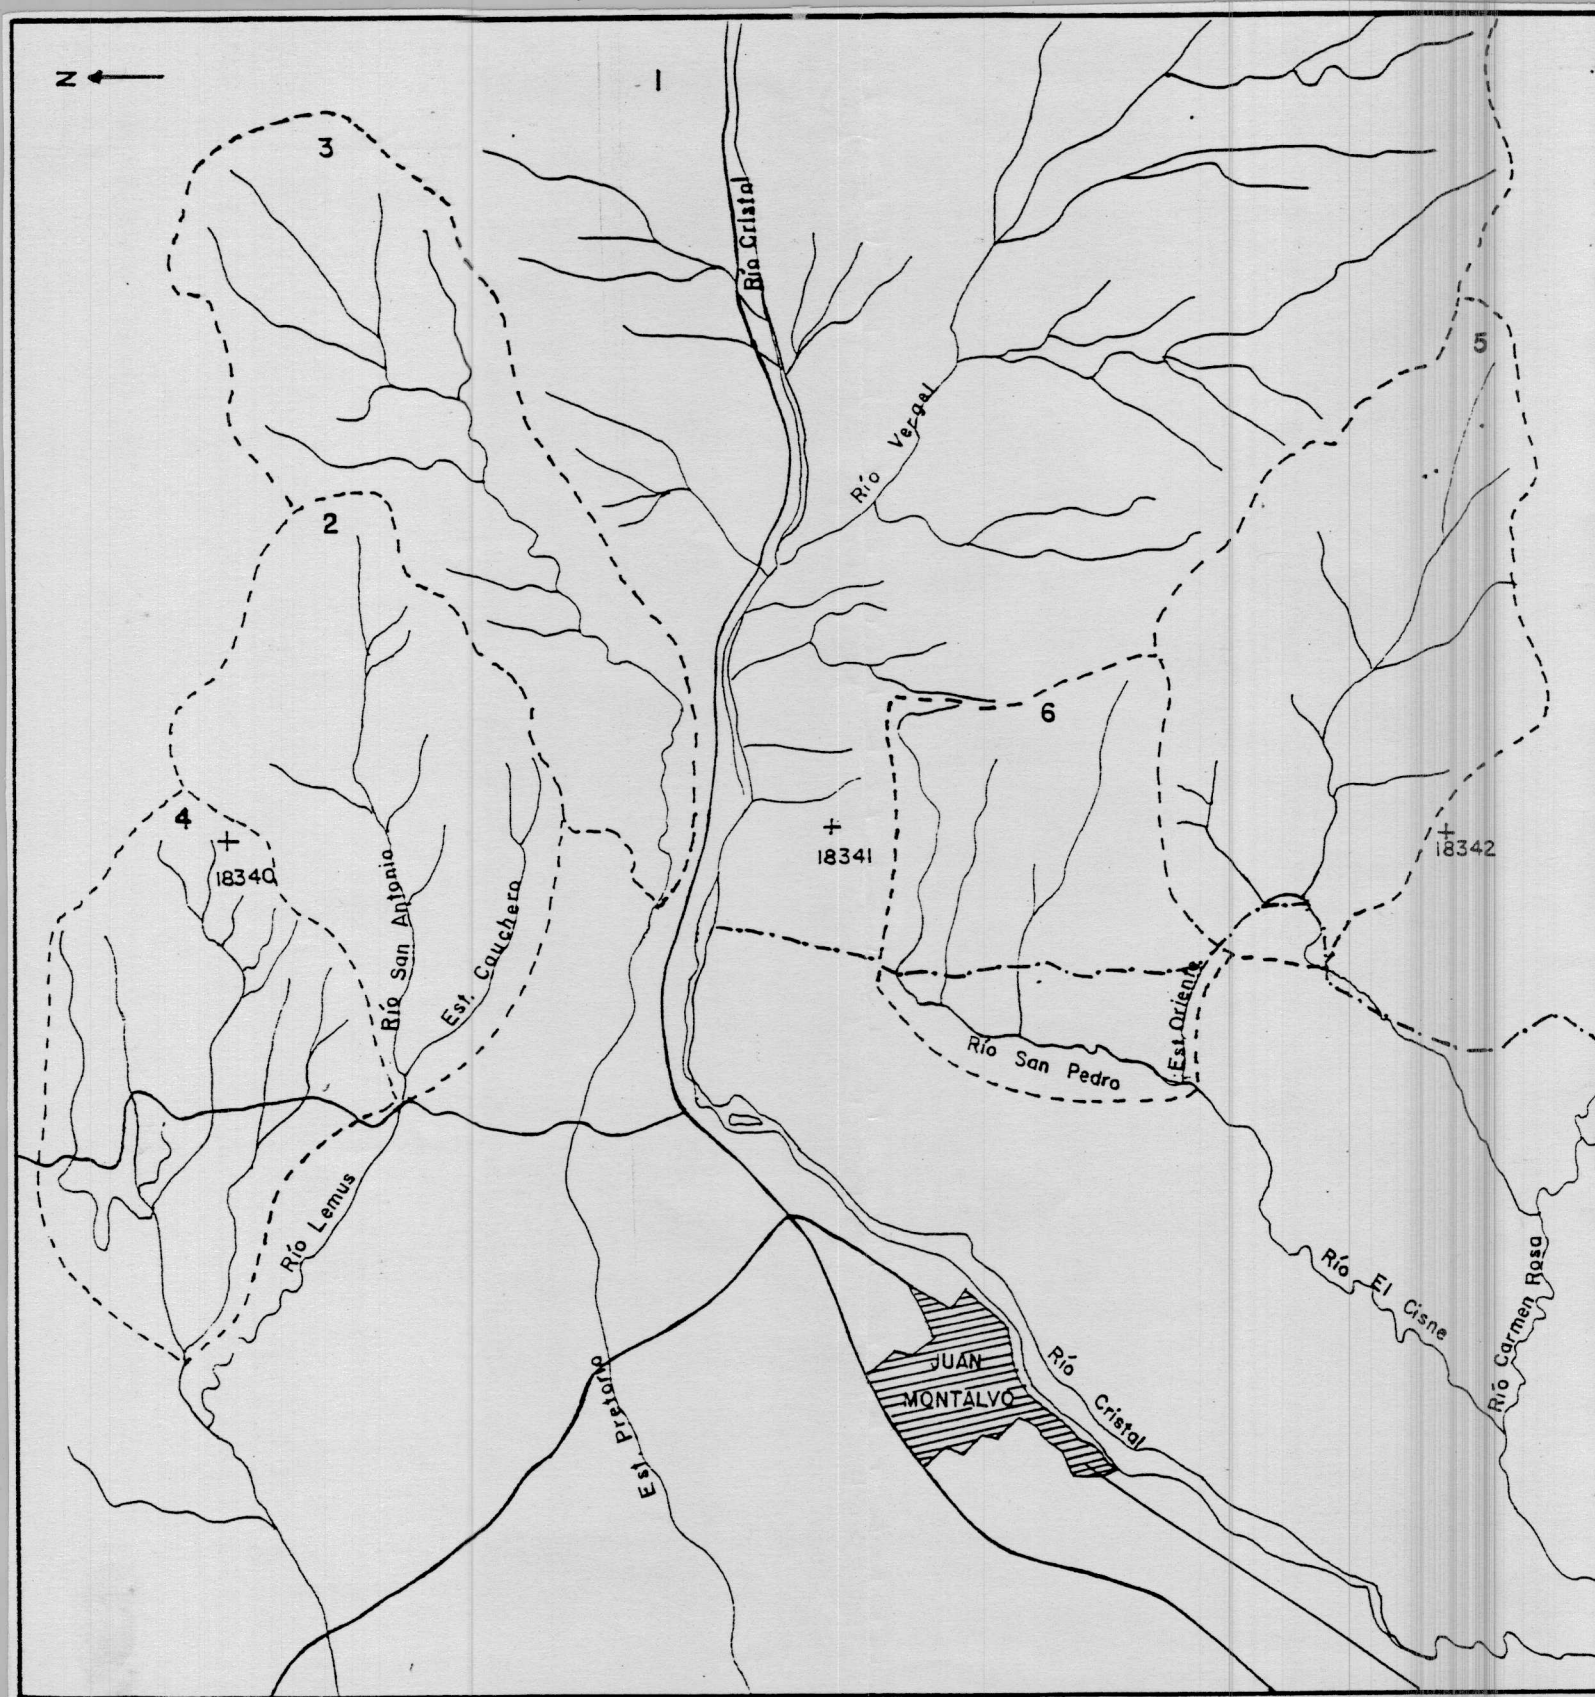 N
1
3
Río Cristal
5
Río Vergel
2
6
4
18340
18341
18342
Río San Antonio
Est. Cauchero
Est. Oriente
Río San Pedro
Río Lemus
Río El Cisne
Río Carmen Rosa
JUAN
MONTALVO
Río Cristal
Est. Pretorio